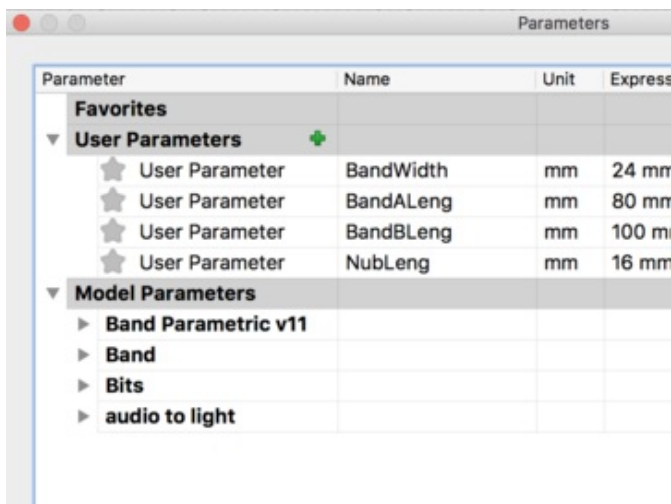 Parameters
Parameter Name Unit Express
Favorites
User Parameters
User Parameter BandWidth mm 24 mm
User Parameter BandALeng mm 80 mm
User Parameter BandBLeng mm 100 m
User Parameter NubLeng mm 16 mm
Model Parameters
Band Parametric v11
Band
Bits
audio to light